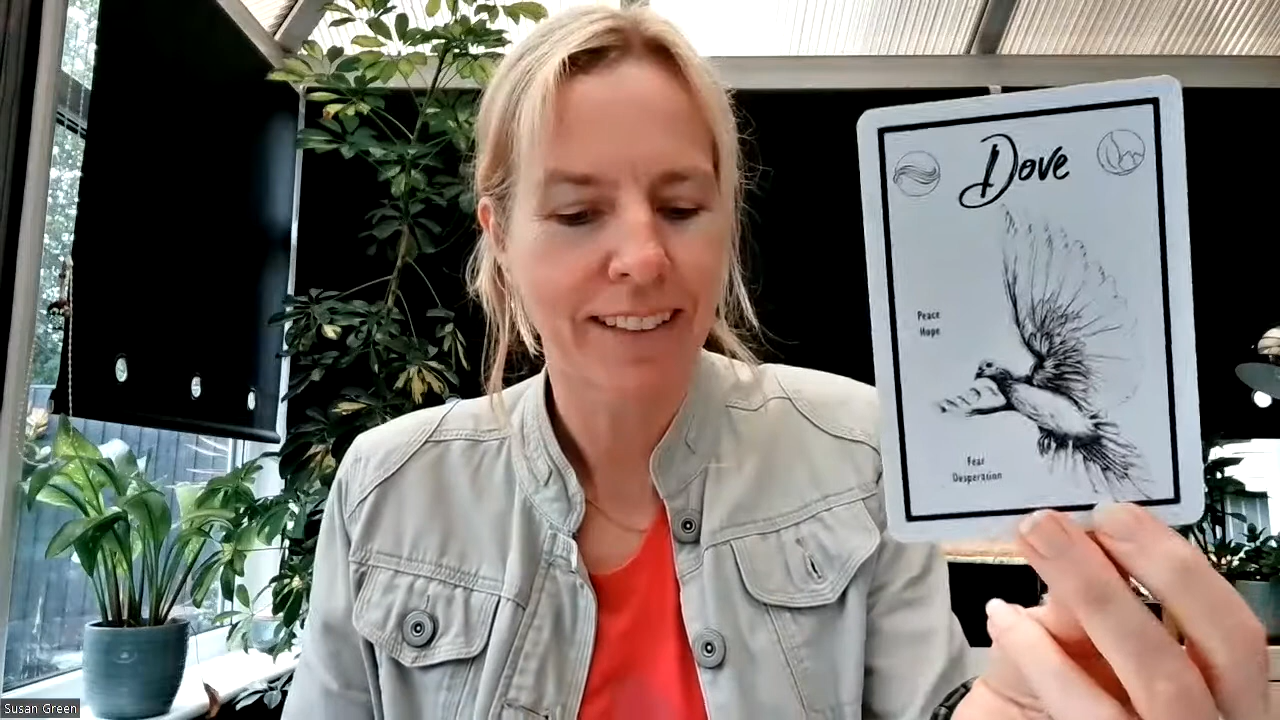 Dove
Peace
Hope
Fear
Desperation
Susan Green